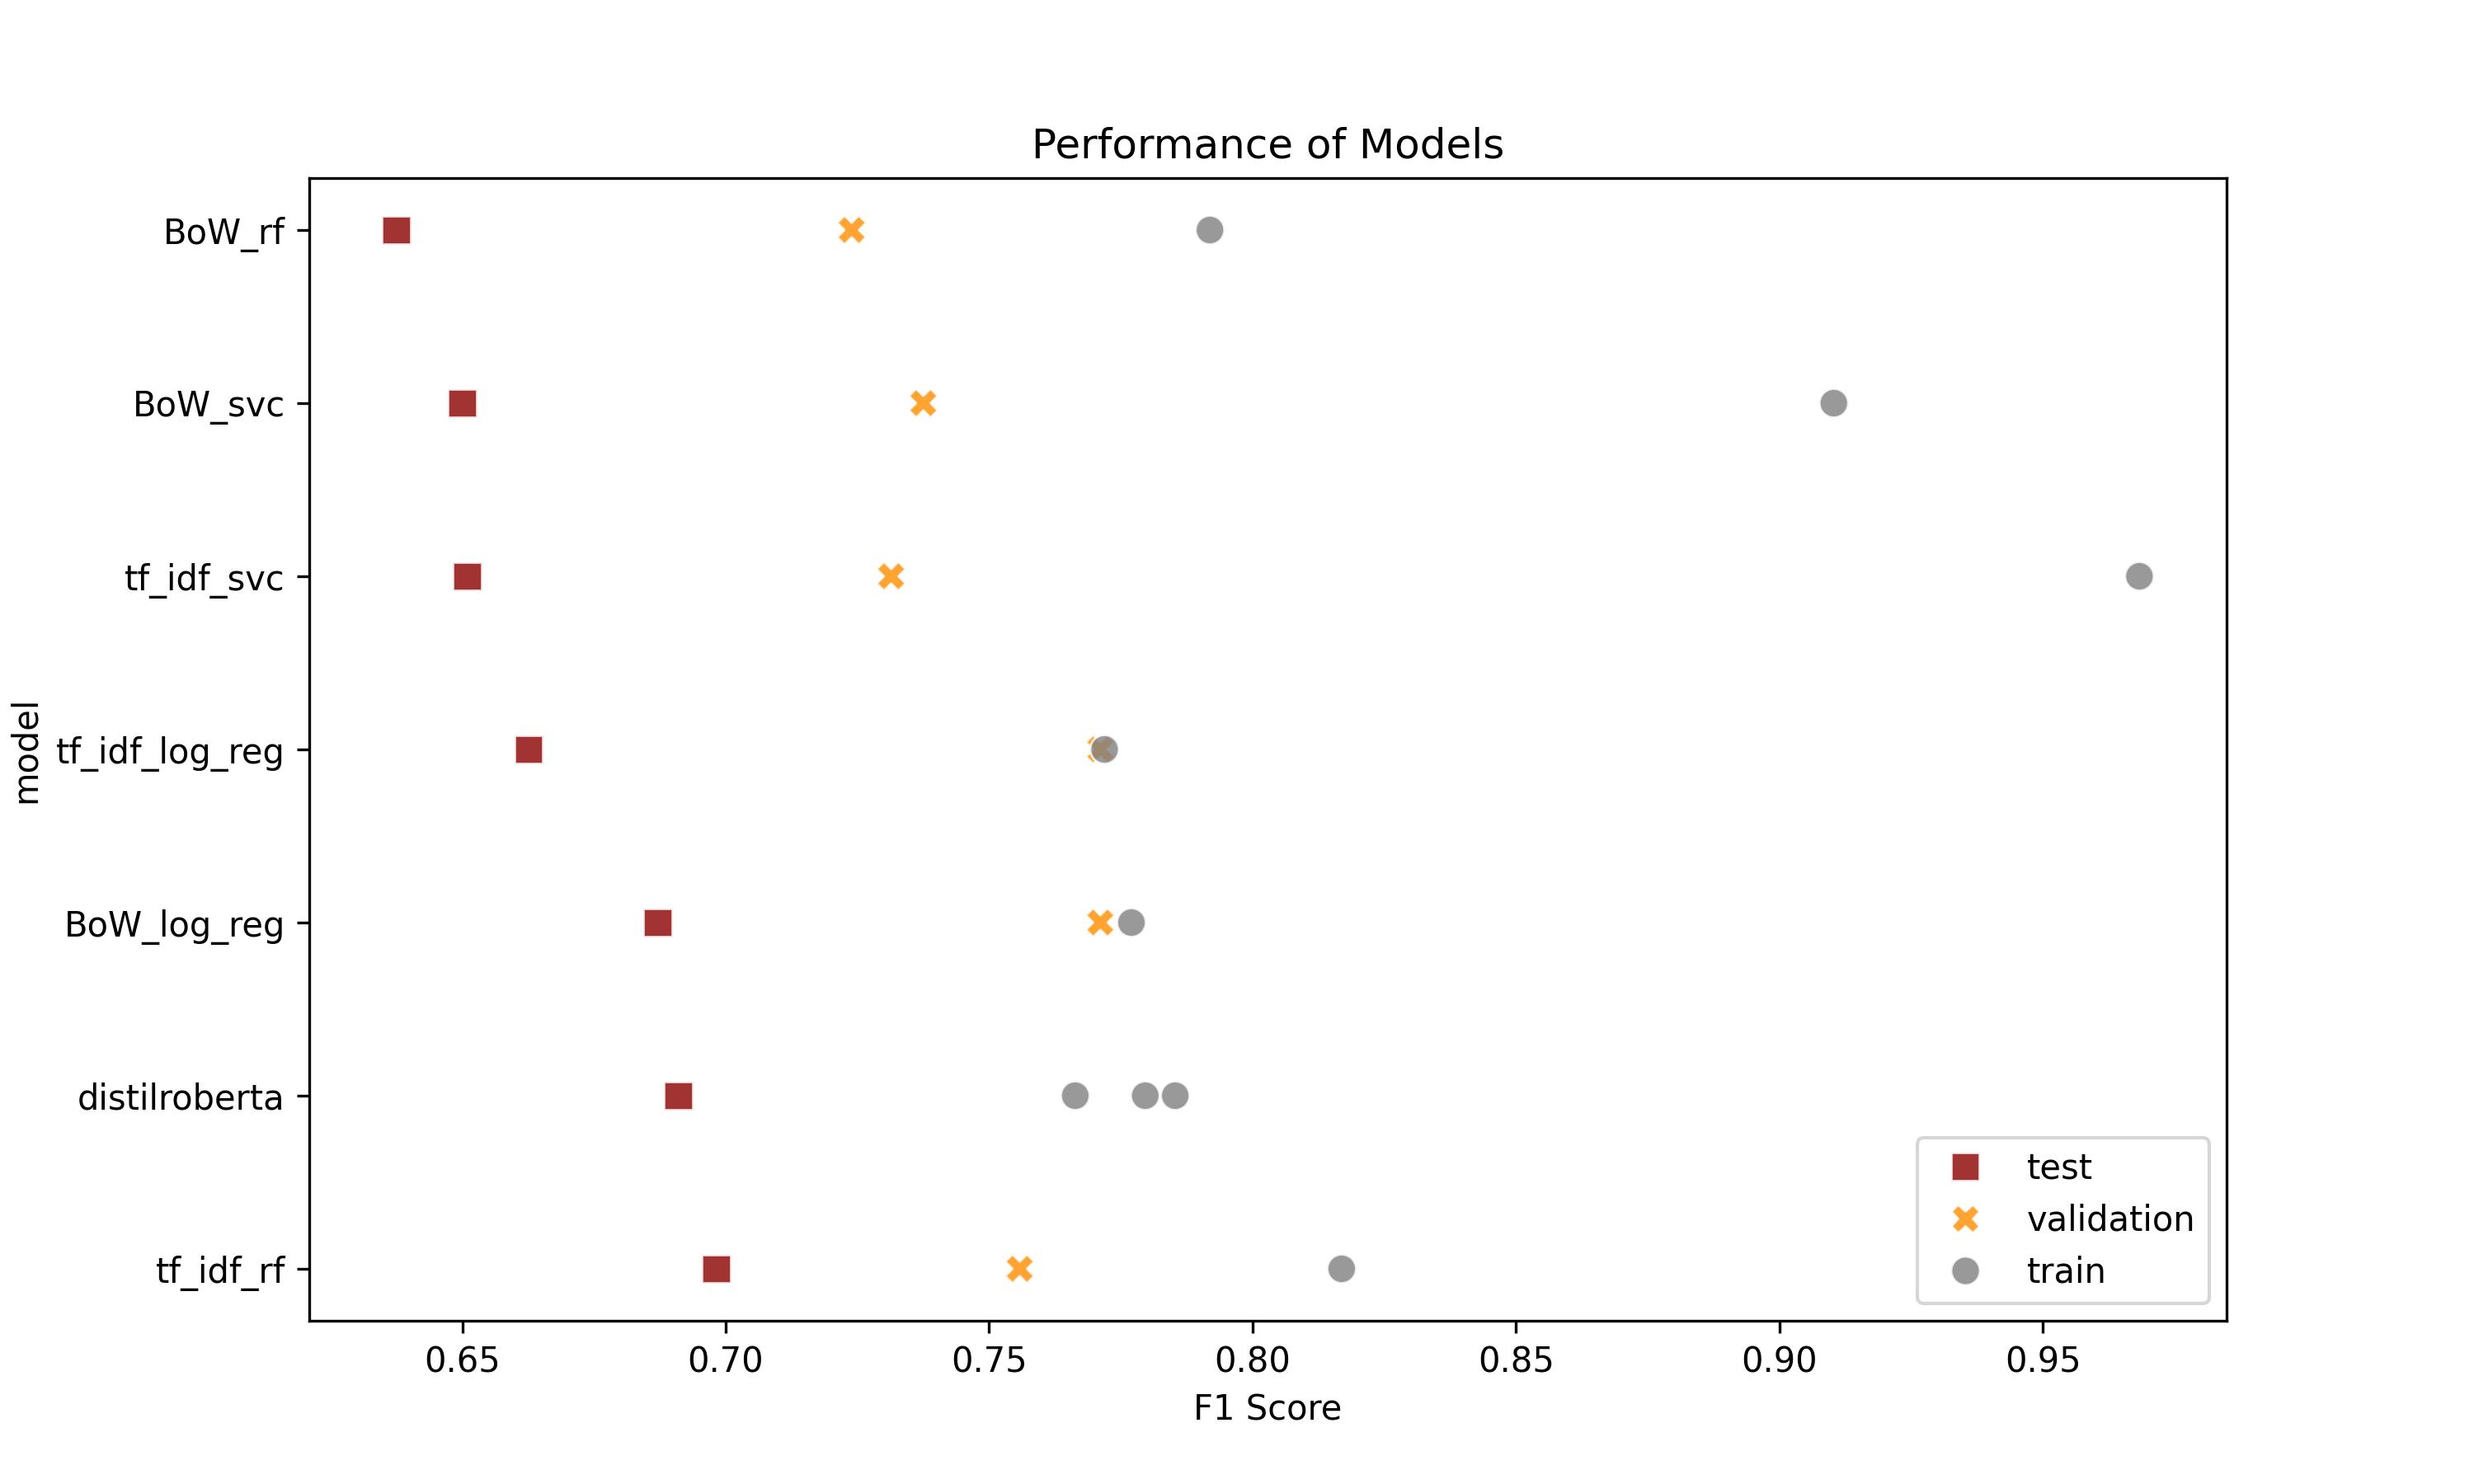 Performance of Models
BoW_rf
BoW_svc
tf_idf_svc
tf_idf_log_reg
BoW_log_reg
distilroberta
tf_idf_rf
model
test
validation
train
0.65 0.70 0.75 0.80 0.85 0.90 0.95
F1 Score